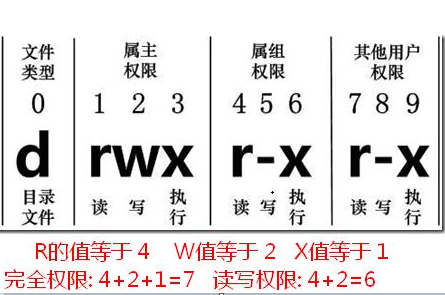 文件 属主 属组 其他用户
类型 权限 权限 权限
0 1 2 3 4 5 6 7 8 9
d rwx r-x r-x
目录 读 写 执 读 写 执 读 写 执
文件 行 行 行
R的值等于4 W值等于2 X值等于1
完全权限: 4+2+1=7 读写权限: 4+2=6